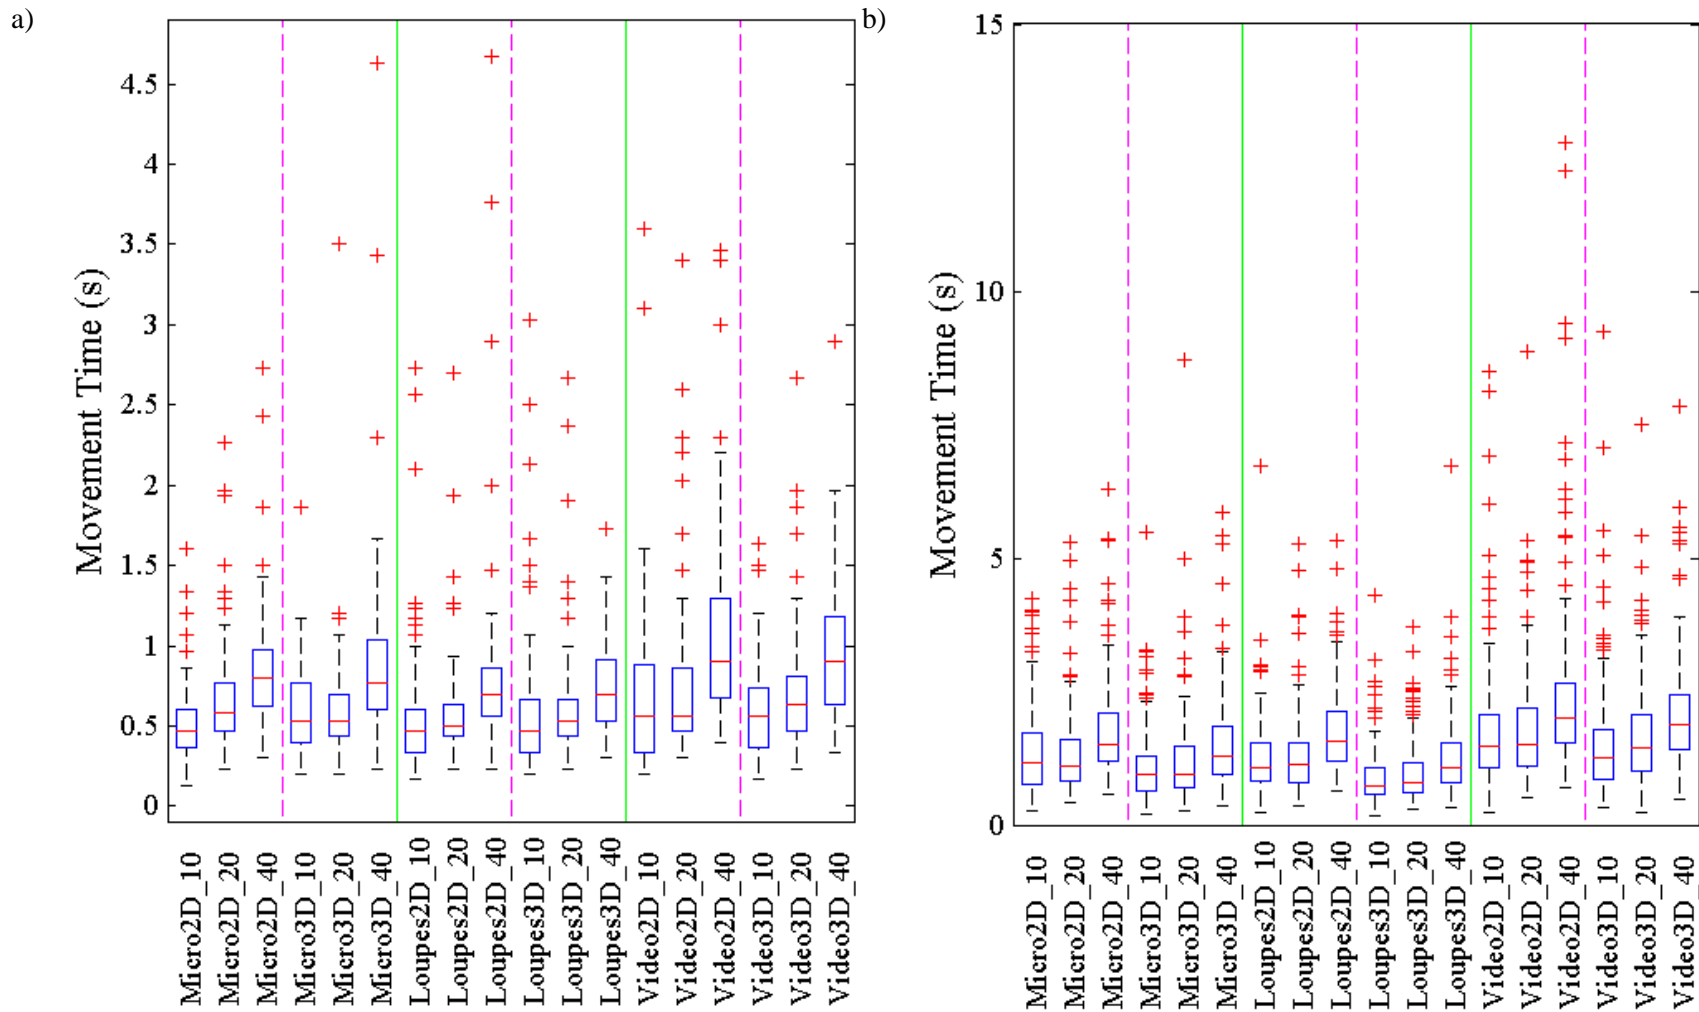 a)
4.5
4
3.5
3
2.5
2
1.5
1
0.5
0
Movement Time (s)
Micro2D_10
Micro2D_20
Micro2D_40
Micro3D_10
Micro3D_20
Micro3D_40
Loupes2D_10
Loupes2D_20
Loupes2D_40
Loupes3D_10
Loupes3D_20
Loupes3D_40
Video2D_10
Video2D_20
Video2D_40
Video3D_10
Video3D_20
Video3D_40
b)
15
10
5
0
Movement Time (s)
Micro2D_10
Micro2D_20
Micro2D_40
Micro3D_10
Micro3D_20
Micro3D_40
Loupes2D_10
Loupes2D_20
Loupes2D_40
Loupes3D_10
Loupes3D_20
Loupes3D_40
Video2D_10
Video2D_20
Video2D_40
Video3D_10
Video3D_20
Video3D_40